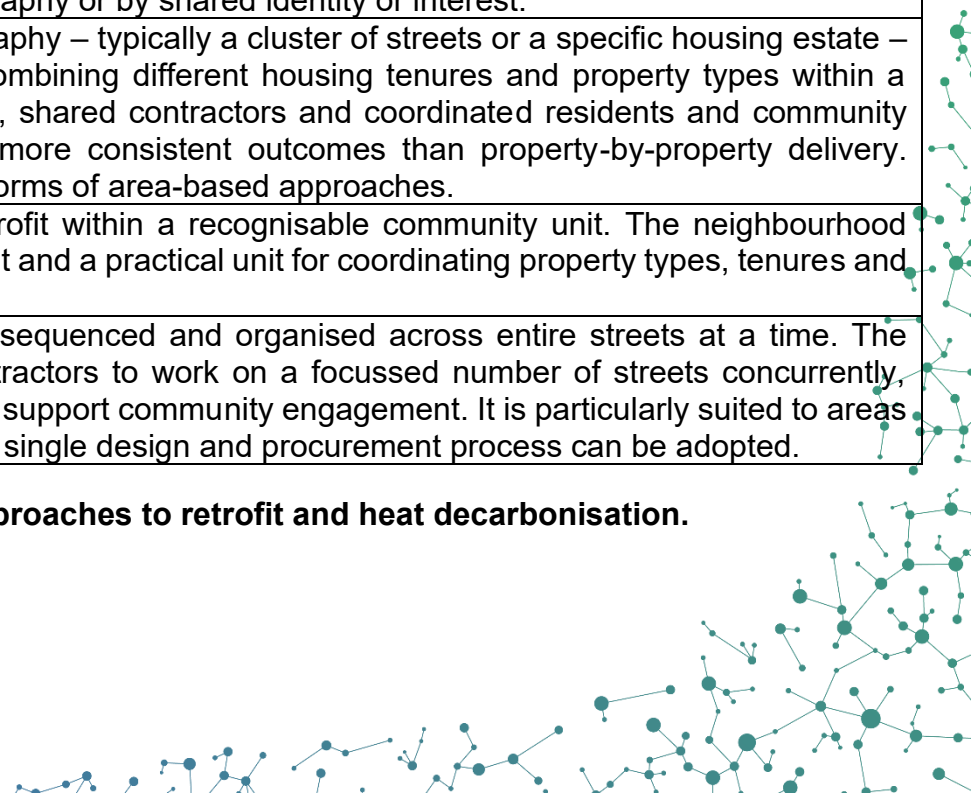 aphy or by shared identity or interest.
aphy – typically a cluster of streets or a specific housing estate –
ombining different housing tenures and property types within a
, shared contractors and coordinated residents and community
more consistent outcomes than property-by-property delivery.
orms of area-based approaches.
rofit within a recognisable community unit. The neighbourhood
t and a practical unit for coordinating property types, tenures and
sequenced and organised across entire streets at a time. The
ractors to work on a focussed number of streets concurrently,
support community engagement. It is particularly suited to areas
single design and procurement process can be adopted.
proaches to retrofit and heat decarbonisation.